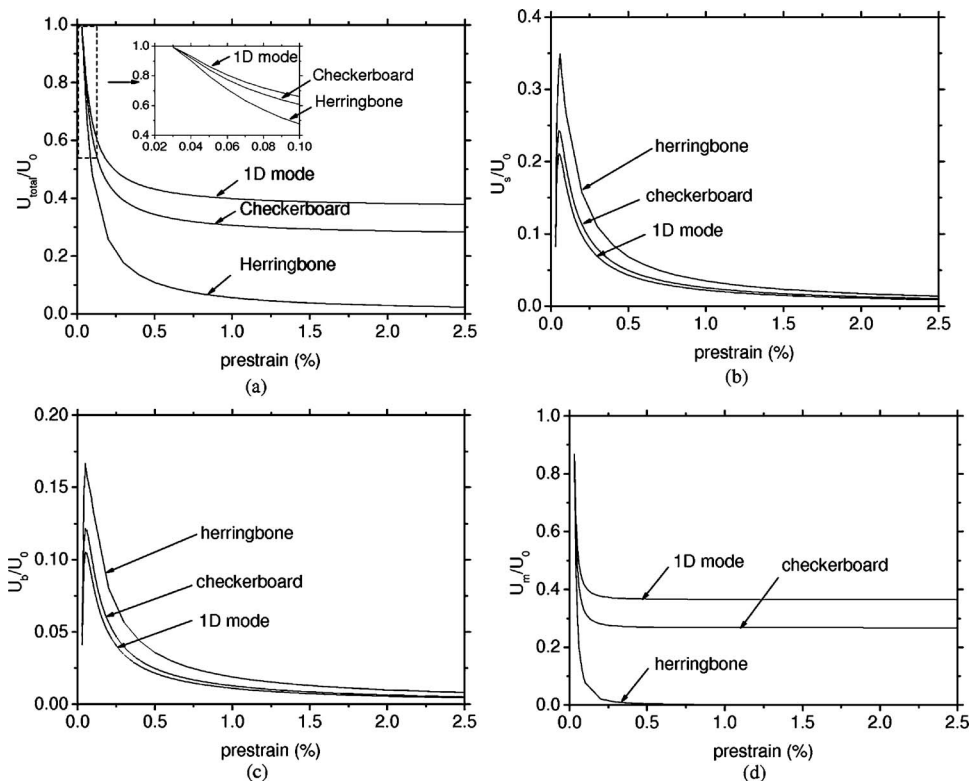 1.0
0.8
0.6
0.4
0.2
0.0
U_total/U_0
1.0
0.8
0.6
0.4
0.02 0.04 0.06 0.08 0.10
1D mode
Checkerboard
Herringbone
1D mode
Checkerboard
Herringbone
0.0 0.5 1.0 1.5 2.0 2.5
prestrain (%)
(a)
0.4
0.3
0.2
0.1
0.0
U_s/U_0
herringbone
checkerboard
1D mode
0.0 0.5 1.0 1.5 2.0 2.5
prestrain (%)
(b)
0.20
0.15
0.10
0.05
0.00
U_b/U_0
herringbone
checkerboard
1D mode
0.0 0.5 1.0 1.5 2.0 2.5
prestrain (%)
(c)
1.0
0.8
0.6
0.4
0.2
0.0
U_m/U_0
1D mode
checkerboard
herringbone
0.0 0.5 1.0 1.5 2.0 2.5
prestrain (%)
(d)